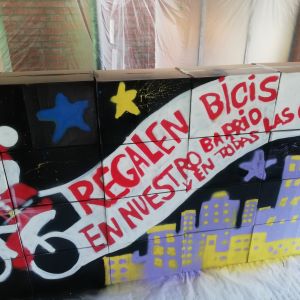 REGALEN BICIS
EN NUESTRO BARRIO
Y EN TODAS LAS